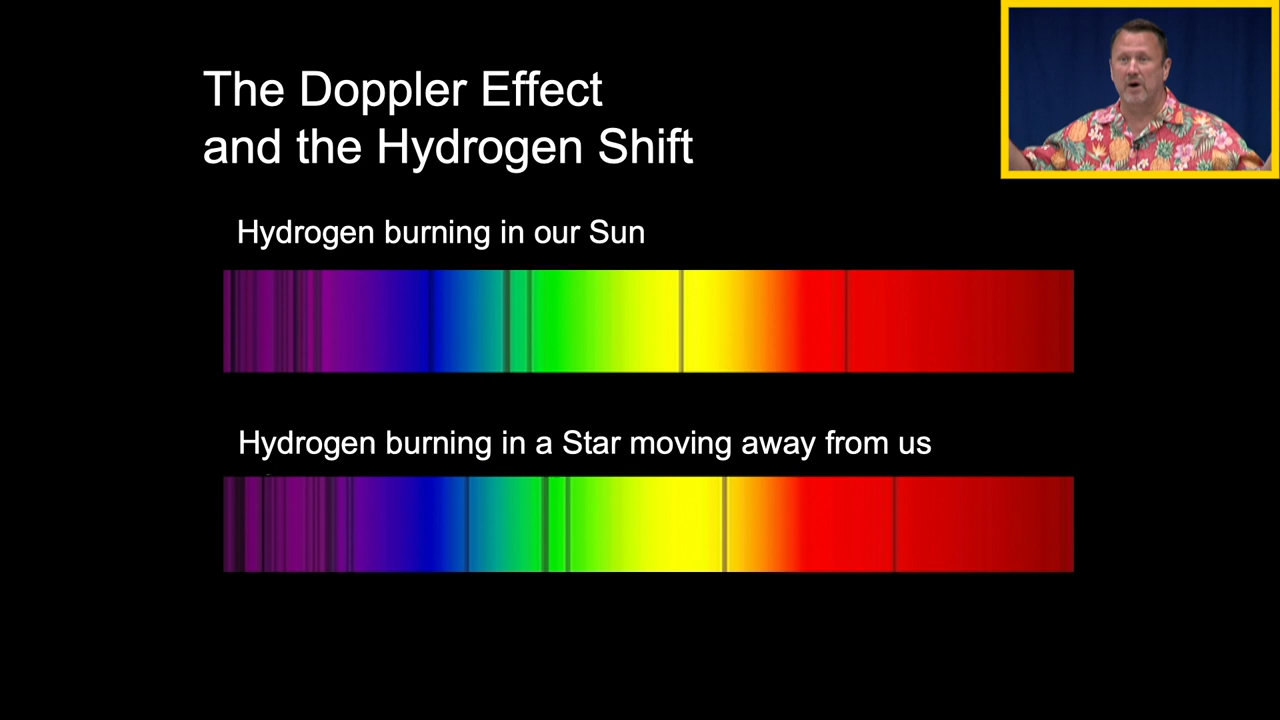 The Doppler Effect
and the Hydrogen Shift
Hydrogen burning in our Sun
Hydrogen burning in a Star moving away from us